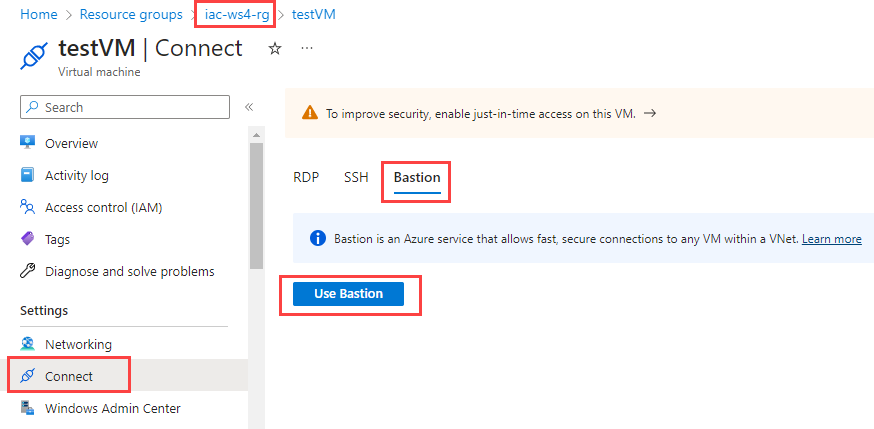 Home > Resource groups > iac-ws4-rg > testVM
testVM | Connect ☆ ...
Virtual machine
Search «
Overview
Activity log
Access control (IAM)
Tags
Diagnose and solve problems
Settings
Networking
Connect
Windows Admin Center
To improve security, enable just-in-time access on this VM. →
RDP SSH Bastion
Bastion is an Azure service that allows fast, secure connections to any VM within a VNet. Learn more
Use Bastion